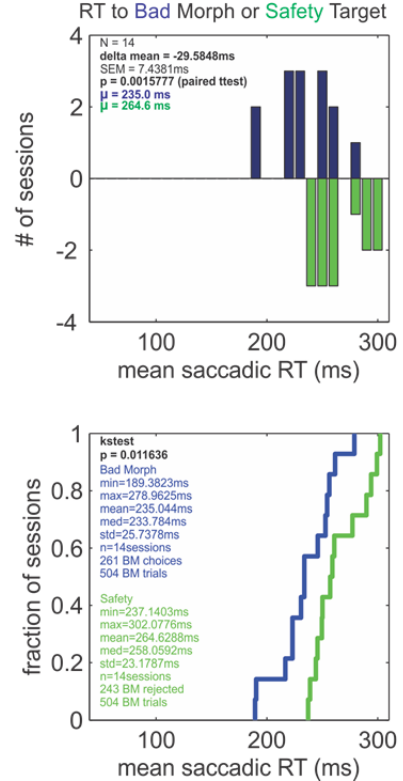 RT to Bad Morph or Safety Target
N = 14
delta mean = -29.5848ms
SEM = 7.4381ms
p = 0.0015777 (paired ttest)
μ = 235.0 ms
μ = 264.6 ms
# of sessions
4
2
0
-2
-4
100
200
300
mean saccadic RT (ms)
kstest
p = 0.011636
Bad Morph
min=189.3823ms
max=278.9625ms
mean=235.044ms
med=233.784ms
std=25.7378ms
n=14sessions
261 BM choices
504 BM trials
Safety
min=237.1403ms
max=302.0776ms
mean=264.6288ms
med=258.0592ms
std=23.1787ms
n=14sessions
243 BM rejected
504 BM trials
fraction of sessions
1
0.8
0.6
0.4
0.2
0
100
200
300
mean saccadic RT (ms)